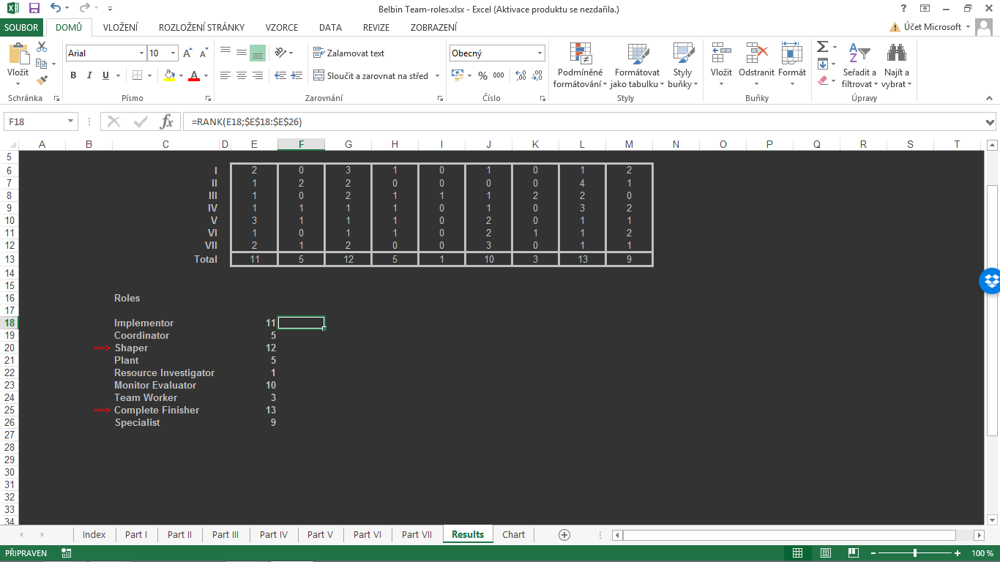 Belbin Team-roles.xlsx - Excel (Aktivace produktu se nezdařila.)
SOUBOR DOMŮ VLOŽENÍ ROZLOŽENÍ STRÁNKY VZORCE DATA REVIZE ZOBRAZENÍ Účet Microsoft
Vložit Arial 10 Zalamovat text Obecný Podmíněné formátování Formátovat jako tabulku Styly buňky Vložit Odstranit Formát Seřadit a filtrovat Najít a vybrat
B I U A Sloučit a zarovnat na střed % 000
Schránka Písmo Zarovnání Číslo Styly Buňky Úpravy
F18 fx =RANK(E18;$E$18:$E$26)
A B C D E F G H I J K L M N O P Q R S T
5
6 I 2 0 3 1 0 1 0 1 2
7 II 1 2 2 0 0 0 0 4 1
8 III 1 0 2 1 1 1 2 2 0
9 IV 1 1 1 1 0 1 0 3 2
10 V 3 1 1 1 0 2 0 1 1
11 VI 1 0 1 1 0 2 1 1 2
12 VII 2 1 2 0 0 3 0 1 1
13 Total 11 5 12 5 1 10 3 13 9
14
15
16 Roles
17
18 Implementor 11
19 Coordinator 5
20 ==> Shaper 12
21 Plant 5
22 Resource Investigator 1
23 Monitor Evaluator 10
24 Team Worker 3
25 ==> Complete Finisher 13
26 Specialist 9
27
28
29
30
31
32
33
34
Index Part I Part II Part III Part IV Part V Part VI Part VII Results Chart
PŘIPRAVEN 100 %